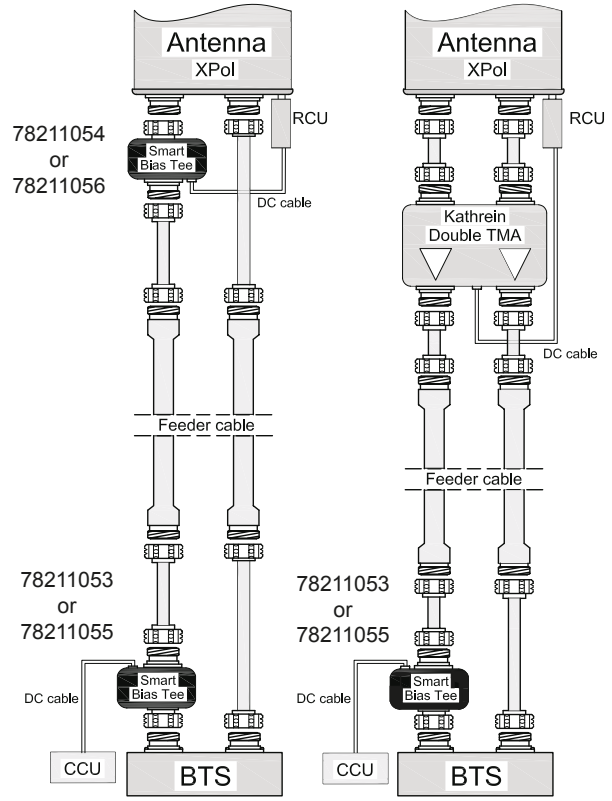 Antenna
XPol
RCU
78211054
or
78211056
Smart
Bias Tee
DC cable
Feeder cable
78211053
or
78211055
Smart
Bias Tee
DC cable
CCU
BTS
Antenna
XPol
RCU
Kathrein
Double TMA
DC cable
Feeder cable
78211053
or
78211055
Smart
Bias Tee
DC cable
CCU
BTS